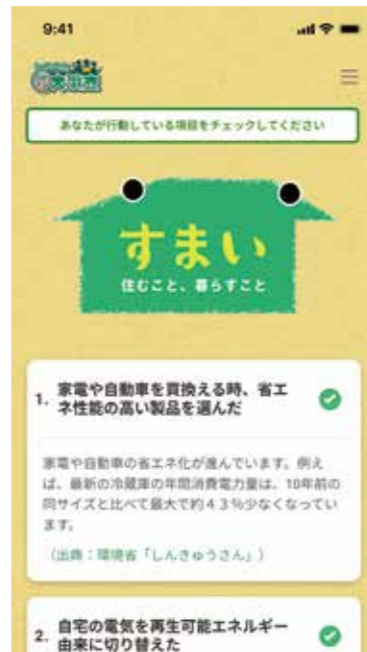 9:41
あなたが行動している項目をチェックしてください
すまい
住むこと、暮らすこと
1. 家電や自動車を買換える時、省エ
ネ性能の高い製品を選んだ
家電や自動車の省エネ化が進んでいます。例え
ば、最新の冷蔵庫の年間消費電力量は、10年前の
同サイズと比べて最大で約43%少なくなってい
ます。
（出典：環境省「しんきゅうさん」）
2. 自宅の電気を再生可能エネルギー
由来に切り替えた